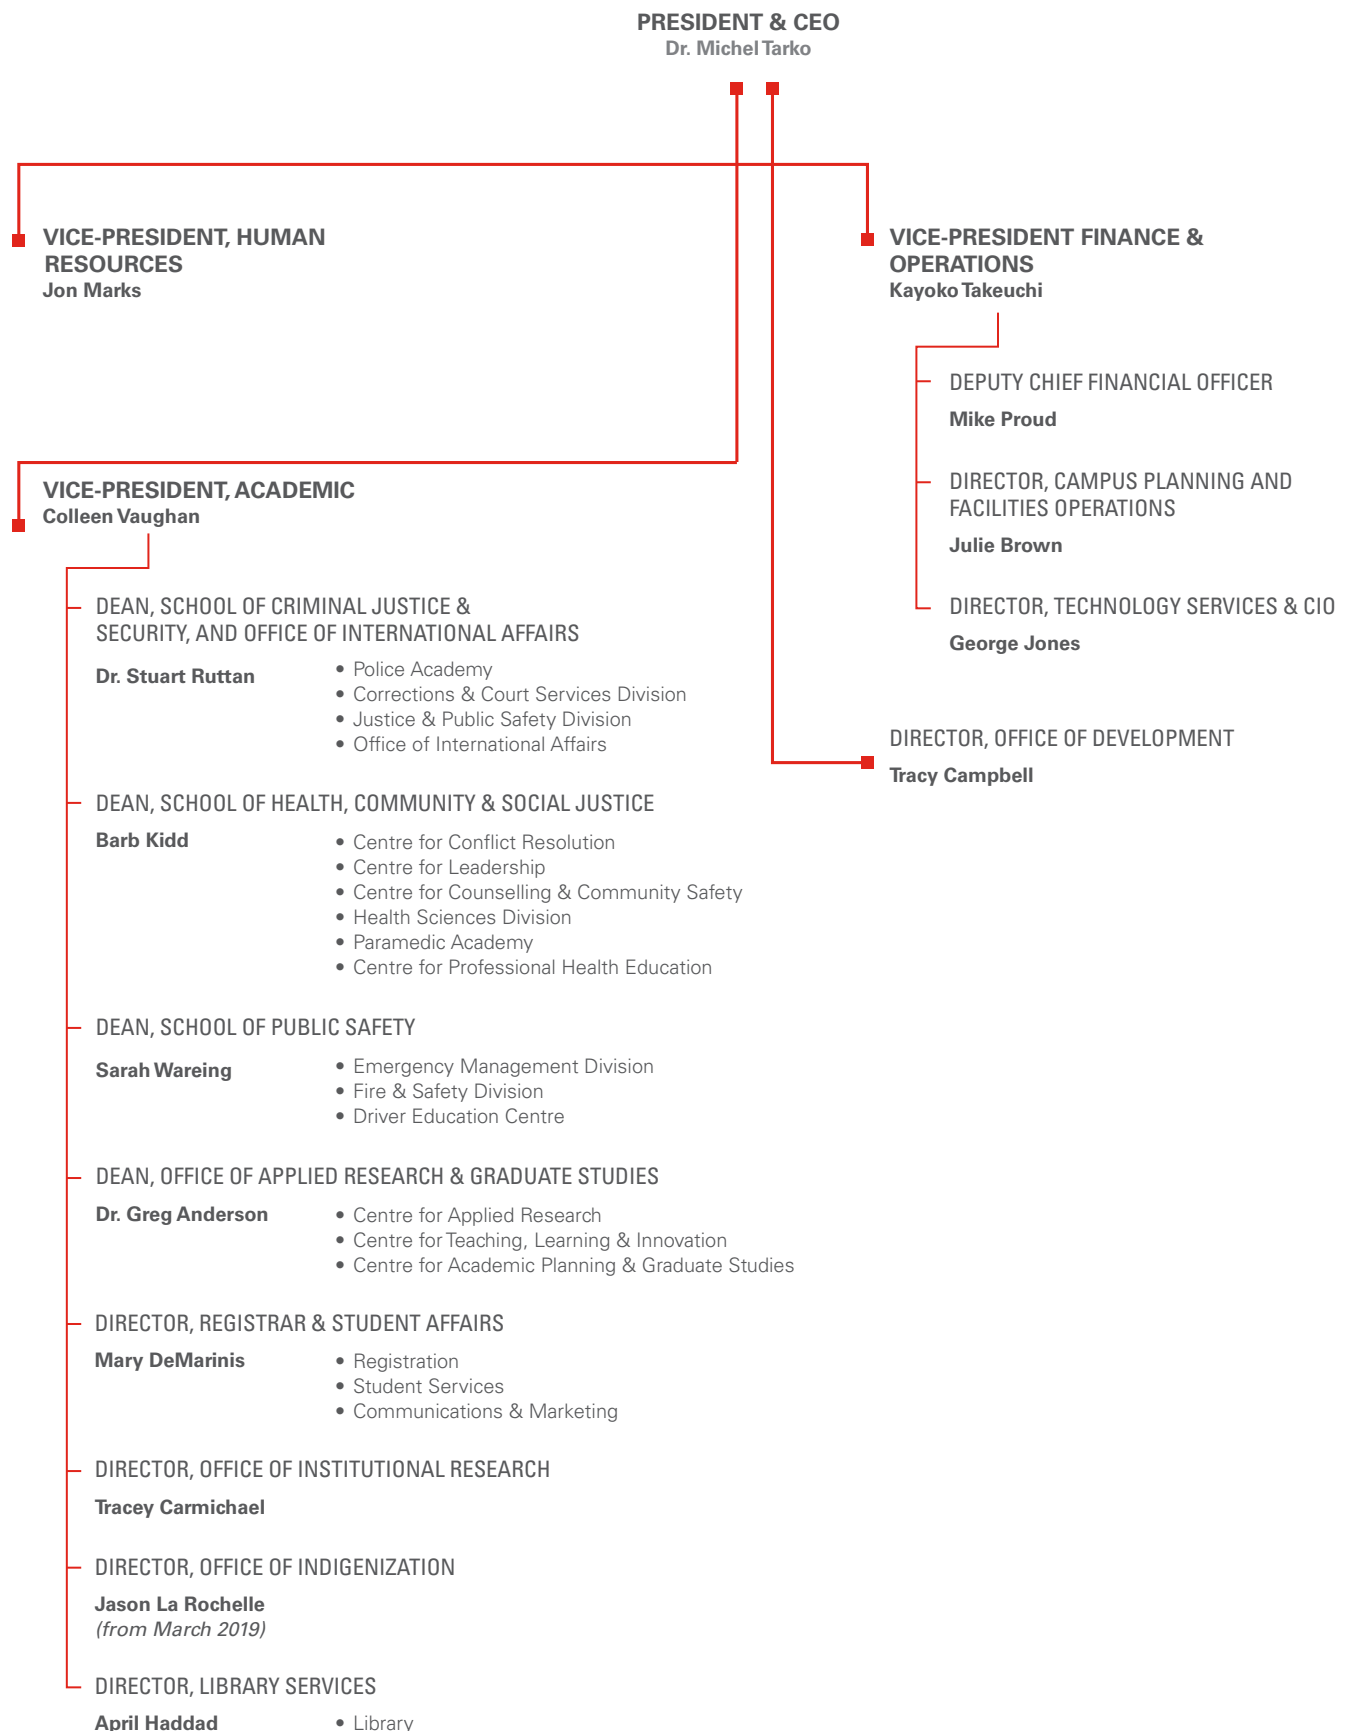 PRESIDENT & CEO
Dr. Michel Tarko
VICE-PRESIDENT, HUMAN
RESOURCES
Jon Marks
VICE-PRESIDENT FINANCE &
OPERATIONS
Kayoko Takeuchi
DEPUTY CHIEF FINANCIAL OFFICER
Mike Proud
DIRECTOR, CAMPUS PLANNING AND
FACILITIES OPERATIONS
Julie Brown
DIRECTOR, TECHNOLOGY SERVICES & CIO
George Jones
DIRECTOR, OFFICE OF DEVELOPMENT
Tracy Campbell
VICE-PRESIDENT, ACADEMIC
Colleen Vaughan
DEAN, SCHOOL OF CRIMINAL JUSTICE &
SECURITY, AND OFFICE OF INTERNATIONAL AFFAIRS
Dr. Stuart Ruttan
• Police Academy
• Corrections & Court Services Division
• Justice & Public Safety Division
• Office of International Affairs
DEAN, SCHOOL OF HEALTH, COMMUNITY & SOCIAL JUSTICE
Barb Kidd
• Centre for Conflict Resolution
• Centre for Leadership
• Centre for Counselling & Community Safety
• Health Sciences Division
• Paramedic Academy
• Centre for Professional Health Education
DEAN, SCHOOL OF PUBLIC SAFETY
Sarah Wareing
• Emergency Management Division
• Fire & Safety Division
• Driver Education Centre
DEAN, OFFICE OF APPLIED RESEARCH & GRADUATE STUDIES
Dr. Greg Anderson
• Centre for Applied Research
• Centre for Teaching, Learning & Innovation
• Centre for Academic Planning & Graduate Studies
DIRECTOR, REGISTRAR & STUDENT AFFAIRS
Mary DeMarinis
• Registration
• Student Services
• Communications & Marketing
DIRECTOR, OFFICE OF INSTITUTIONAL RESEARCH
Tracey Carmichael
DIRECTOR, OFFICE OF INDIGENIZATION
Jason La Rochelle
(from March 2019)
DIRECTOR, LIBRARY SERVICES
April Haddad
• Library